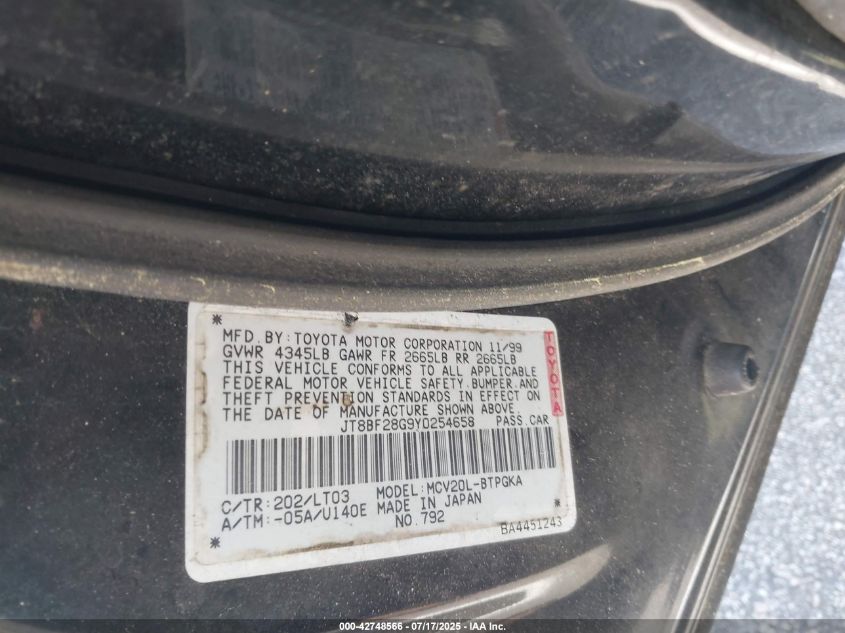 MFD. BY: TOYOTA MOTOR CORPORATION 11/99
GVWR 4345LB GAWR FR 2665LB RR 2665LB
THIS VEHICLE CONFORMS TO ALL APPLICABLE
FEDERAL MOTOR VEHICLE SAFETY, BUMPER, AND
THEFT PREVENTION STANDARDS IN EFFECT ON
THE DATE OF MANUFACTURE SHOWN ABOVE.
JT8BF28G9Y0254658 PASS. CAR
TOYOTA
C/TR: 202/LT03 MODEL: MCV20L-BTPGKA
A/TM: -05A/U140E MADE IN JAPAN
NO. 792
BA4451243
000-42748566 - 07/17/2025 - IAA, Inc.